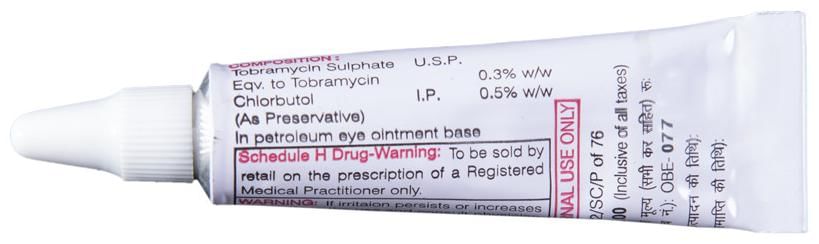 COMPOSITION:
Tobramycin Sulphate U.S.P.
Eqv. to Tobramycin 0.3% w/w
Chlorbutol I.P. 0.5% w/w
(As Preservative)
In petroleum eye ointment base
Schedule H Drug-Warning: To be sold by
retail on the prescription of a Registered
Medical Practitioner only.
WARNING: If irritaion persists or increases
NAL USE ONLY
2/SC/P of 76
00 (Inclusive of all taxes)
मूल्य (सभी कर सहित) रु:
नं.): OBE- 077
त्पादन की तिथि):
माप्ति की तिथि):